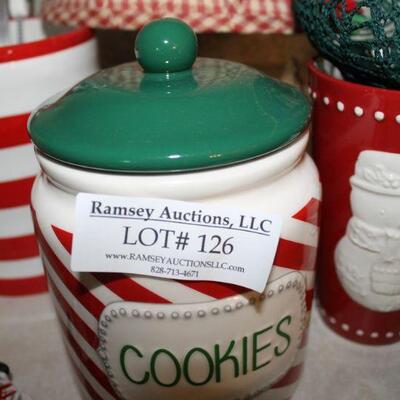 Ramsey Auctions, LLC
LOT# 126
www.RAMSEYAUCTIONSLLC.com
828-713-4671
COOKIES